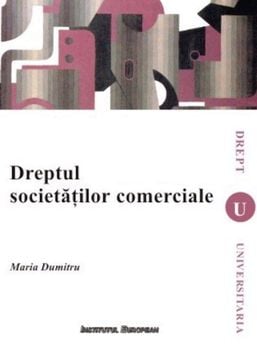 Dreptul
societăților comerciale
Maria Dumitru
INSTITUTUL EUROPEAN
DREPT
U
UNIVERSITARIA